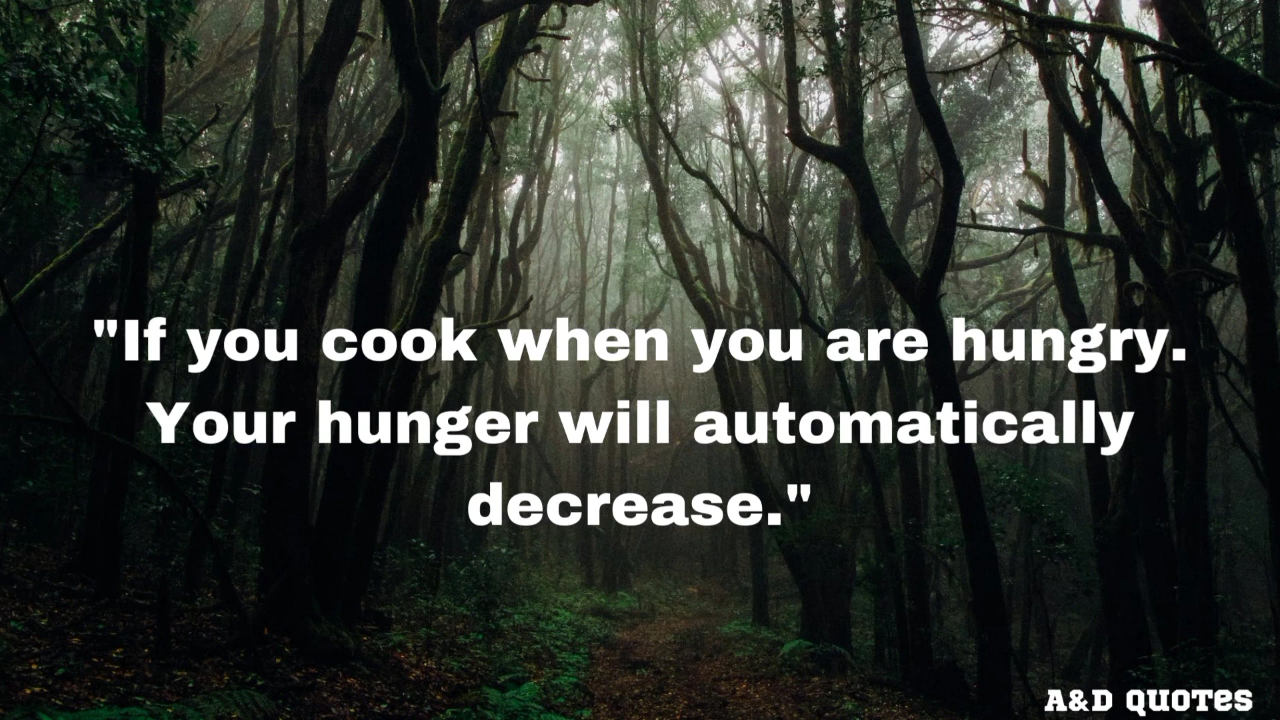 "If you cook when you are hungry.
Your hunger will automatically
decrease."
A&D QUOTES